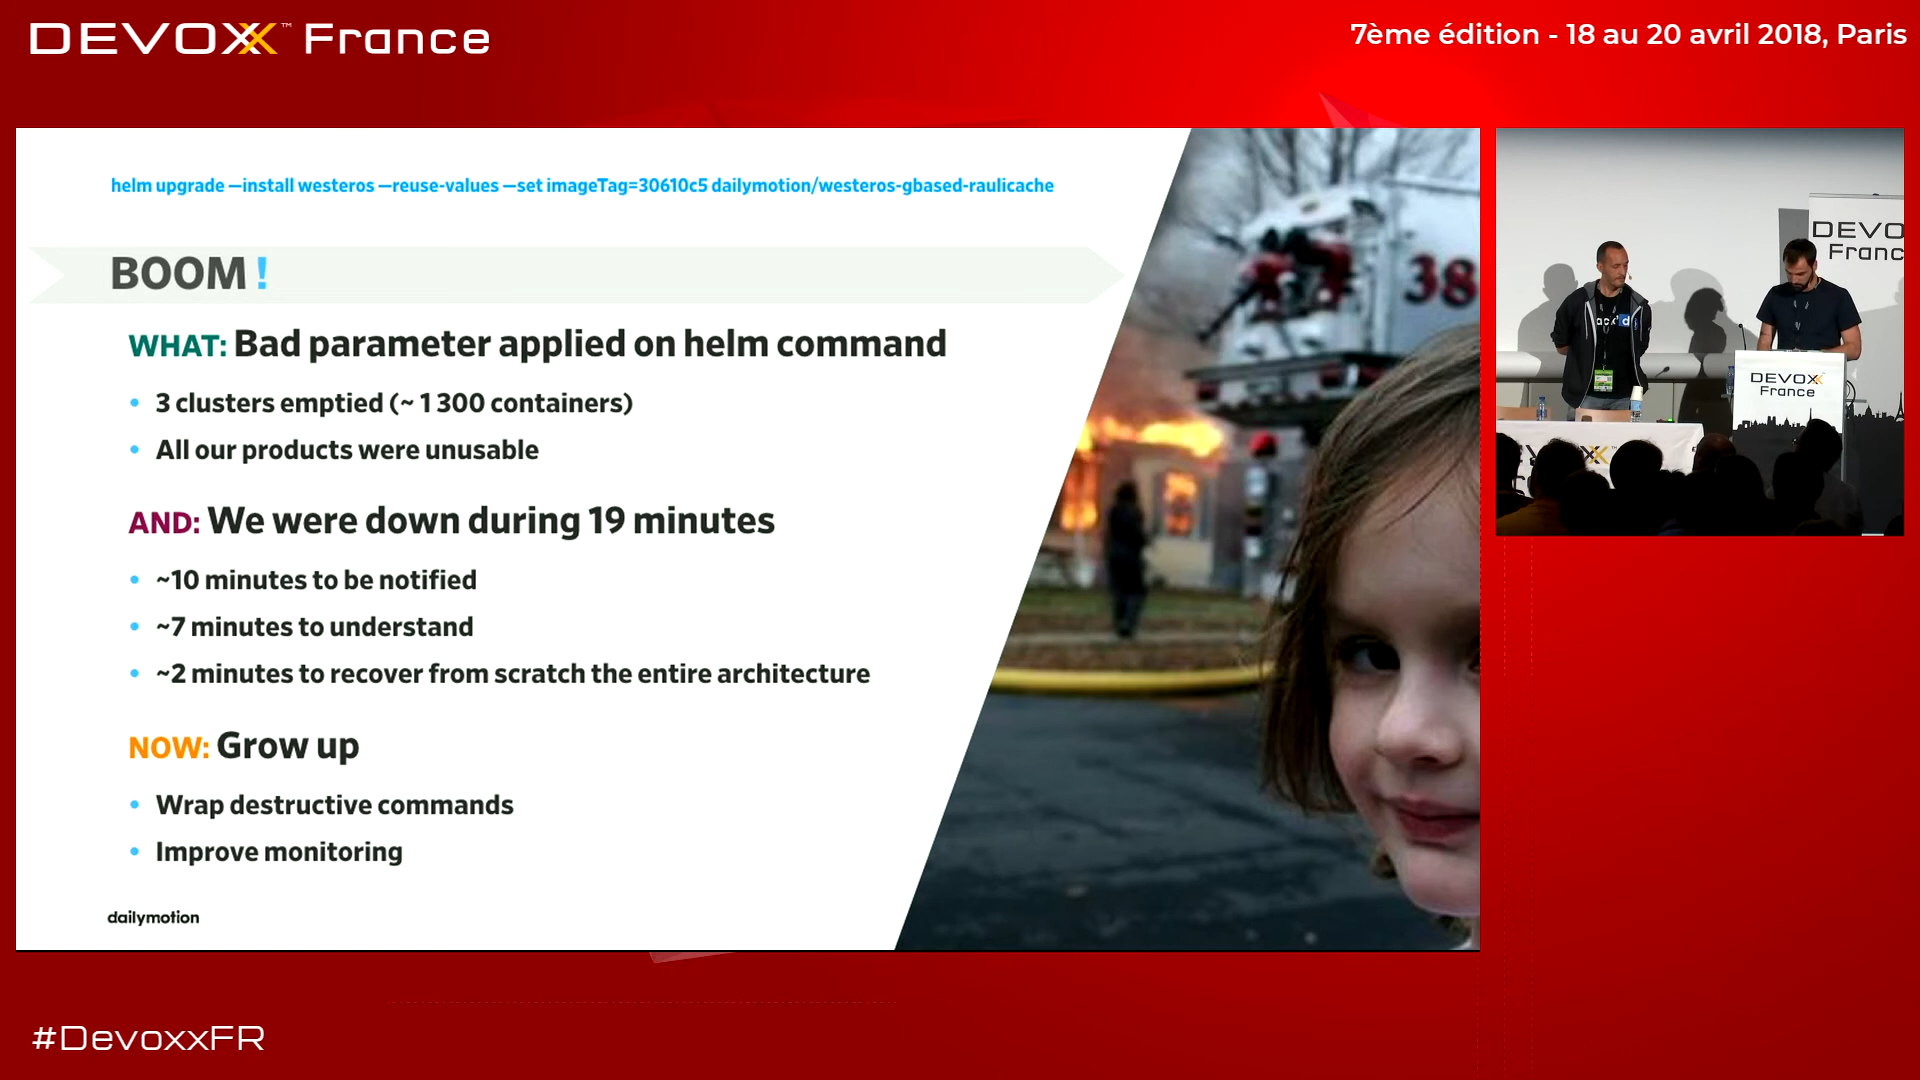 DEVOXX™ France
7ème édition - 18 au 20 avril 2018, Paris
helm upgrade —install westeros —reuse-values —set imageTag=30610c5 dailymotion/westeros-gbased-raulicache
BOOM !
WHAT: Bad parameter applied on helm command
• 3 clusters emptied (~ 1 300 containers)
• All our products were unusable
AND: We were down during 19 minutes
• ~10 minutes to be notified
• ~7 minutes to understand
• ~2 minutes to recover from scratch the entire architecture
NOW: Grow up
• Wrap destructive commands
• Improve monitoring
dailymotion
38
DEVO
Franc
DEVOXX
France
#DevoxxFR